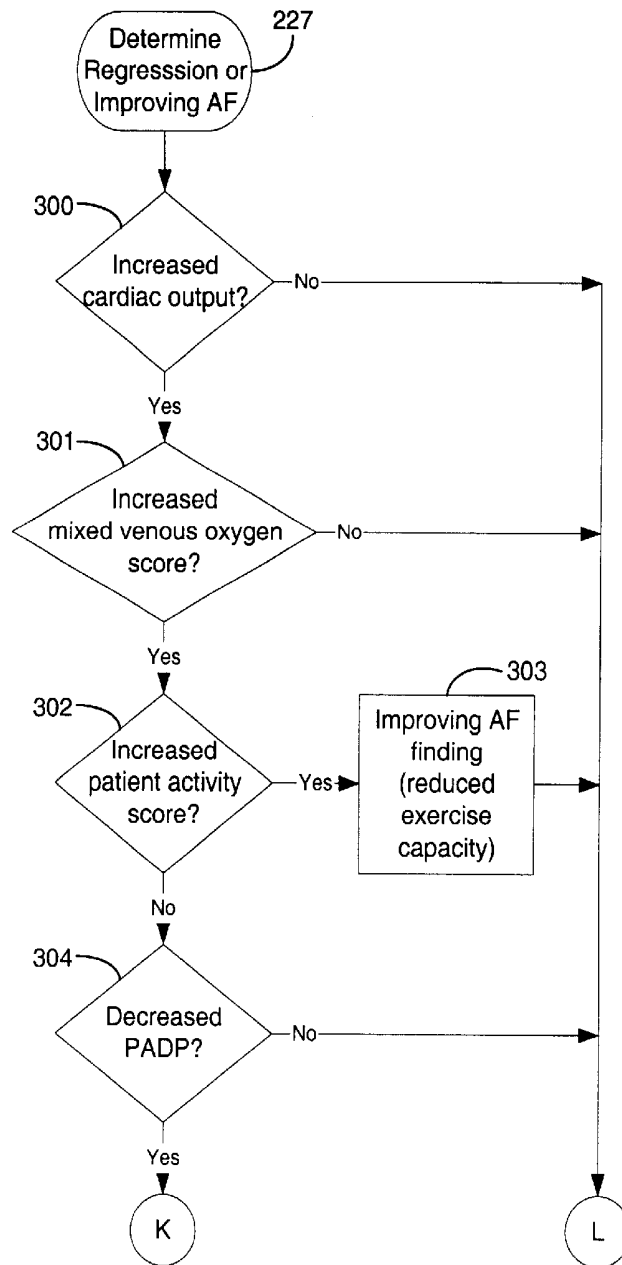 227
Determine
Regresssion or
Improving AF
300
Increased
cardiac output?
No
Yes
301
Increased
mixed venous oxygen
score?
No
Yes
302
Increased
patient activity
score?
Yes
303
Improving AF
finding
(reduced
exercise
capacity)
No
304
Decreased
PADP?
No
Yes
K
L